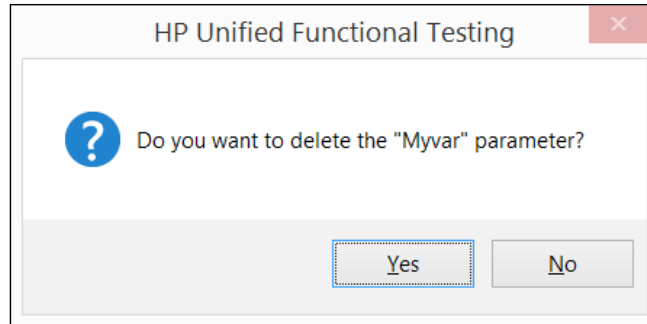 HP Unified Functional Testing
Do you want to delete the "Myvar" parameter?
Yes
No